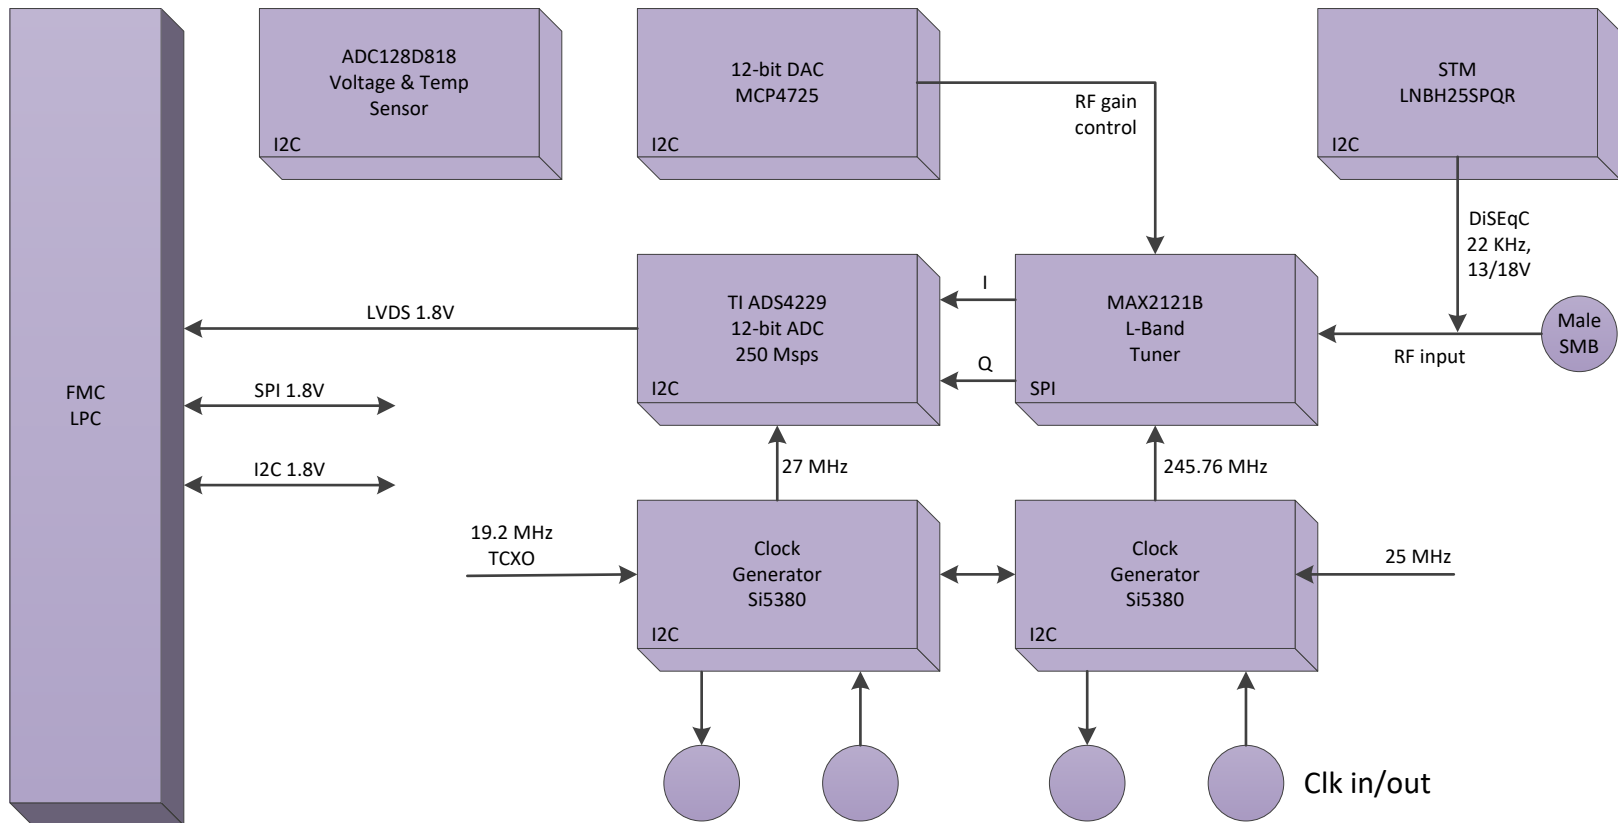 FMC
LPC
ADC128D818
Voltage & Temp
Sensor
I2C
12-bit DAC
MCP4725
I2C
RF gain
control
STM
LNBH25SPQR
I2C
DiSEqC
22 KHz,
13/18V
LVDS 1.8V
SPI 1.8V
I2C 1.8V
TI ADS4229
12-bit ADC
250 Msps
I2C
I
Q
MAX2121B
L-Band
Tuner
SPI
RF input
Male
SMB
27 MHz
245.76 MHz
19.2 MHz
TCXO
Clock
Generator
Si5380
I2C
Clock
Generator
Si5380
I2C
25 MHz
Clk in/out